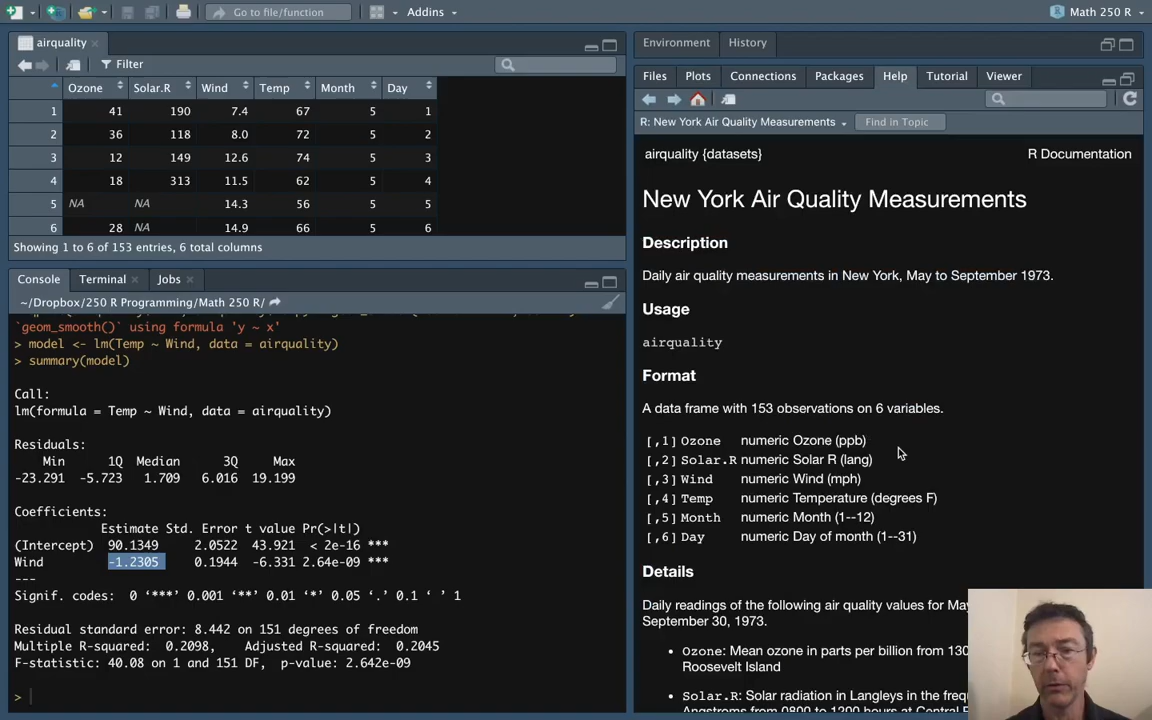 Go to file/function
Addins
Math 250 R
airquality
Filter
Ozone Solar.R Wind Temp Month Day
1 41 190 7.4 67 5 1
2 36 118 8.0 72 5 2
3 12 149 12.6 74 5 3
4 18 313 11.5 62 5 4
5 NA NA 14.3 56 5 5
6 28 NA 14.9 66 5 6
Showing 1 to 6 of 153 entries, 6 total columns
Console Terminal Jobs
~/Dropbox/250 R Programming/Math 250 R/
`geom_smooth()` using formula 'y ~ x'
> model <- lm(Temp ~ Wind, data = airquality)
> summary(model)
Call:
lm(formula = Temp ~ Wind, data = airquality)
Residuals:
Min 1Q Median 3Q Max
-23.291 -5.723 1.709 6.016 19.199
Coefficients:
Estimate Std. Error t value Pr(>|t|)
(Intercept) 90.1349 2.0522 43.921 < 2e-16 ***
Wind -1.2305 0.1944 -6.331 2.64e-09 ***
---
Signif. codes: 0 ‘***’ 0.001 ‘**’ 0.01 ‘*’ 0.05 ‘.’ 0.1 ‘ ’ 1
Residual standard error: 8.442 on 151 degrees of freedom
Multiple R-squared: 0.2098, Adjusted R-squared: 0.2045
F-statistic: 40.08 on 1 and 151 DF, p-value: 2.642e-09
>
Environment History
Files Plots Connections Packages Help Tutorial Viewer
R: New York Air Quality Measurements
Find in Topic
airquality {datasets} R Documentation
New York Air Quality Measurements
Description
Daily air quality measurements in New York, May to September 1973.
Usage
airquality
Format
A data frame with 153 observations on 6 variables.
[,1] Ozone numeric Ozone (ppb)
[,2] Solar.R numeric Solar R (lang)
[,3] Wind numeric Wind (mph)
[,4] Temp numeric Temperature (degrees F)
[,5] Month numeric Month (1--12)
[,6] Day numeric Day of month (1--31)
Details
Daily readings of the following air quality values for May
September 30, 1973.
• Ozone: Mean ozone in parts per billion from 130
Roosevelt Island
• Solar.R: Solar radiation in Langleys in the freq
Angstroms from 0800 to 1200 hours at Central